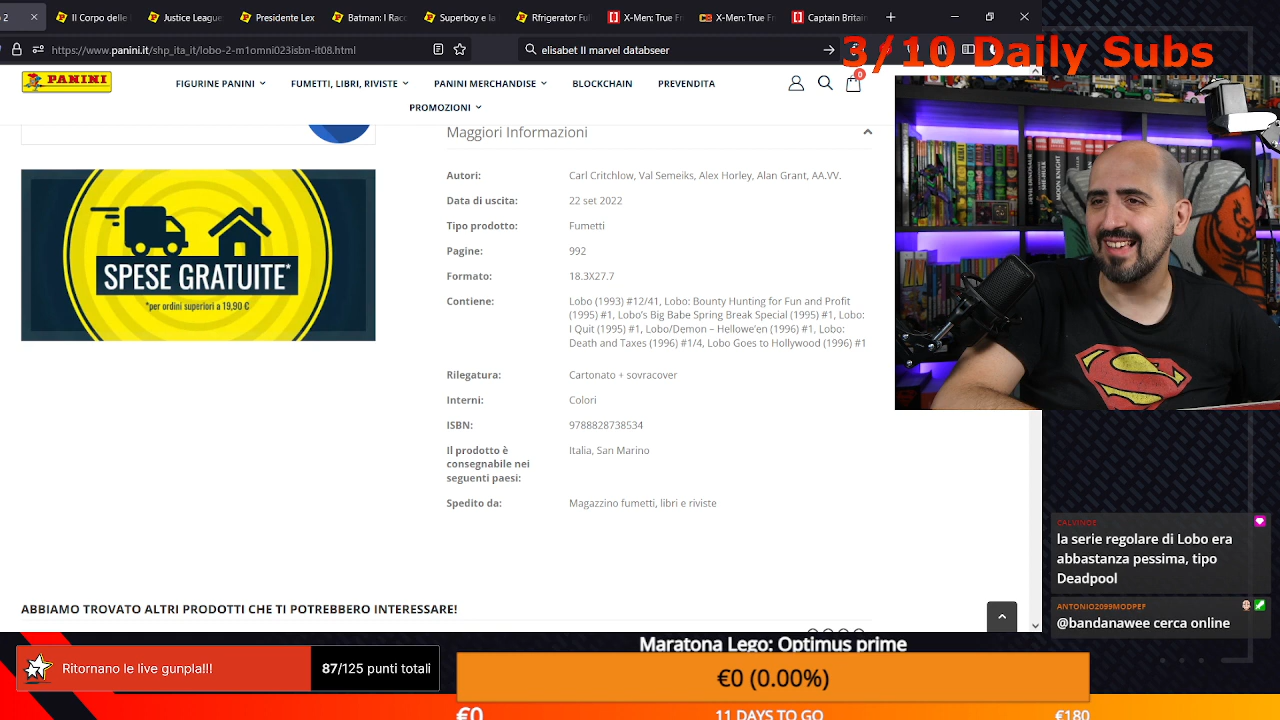 Il Corpo delle
Justice League
Presidente Lex
Batman: I Racc
Superboy e la
Rfrigerator Full
X-Men: True Fr
X-Men: True Fr
Captain Britain
https://www.panini.it/shp_ita_it/lobo-2-m1omni023isbn-it08.html
elisabet II marvel databseer
3/10 Daily Subs
PANINI
FIGURINE PANINI
FUMETTI, LIBRI, RIVISTE
PANINI MERCHANDISE
BLOCKCHAIN
PREVENDITA
0
PROMOZIONI
Maggiori Informazioni
Autori: Carl Critchlow, Val Semeiks, Alex Horley, Alan Grant, AA.VV.
Data di uscita: 22 set 2022
Tipo prodotto: Fumetti
Pagine: 992
Formato: 18.3X27.7
Contiene: Lobo (1993) #12/41, Lobo: Bounty Hunting for Fun and Profit
(1995) #1, Lobo's Big Babe Spring Break Special (1995) #1, Lobo:
I Quit (1995) #1, Lobo/Demon – Hellowe'en (1996) #1, Lobo:
Death and Taxes (1996) #1/4, Lobo Goes to Hollywood (1996) #1
Rilegatura: Cartonato + sovracover
Interni: Colori
ISBN: 9788828738534
Il prodotto è Italia, San Marino
consegnabile nei
seguenti paesi:
Spedito da: Magazzino fumetti, libri e riviste
SPESE GRATUITE*
*per ordini superiori a 19,90 €
ABBIAMO TROVATO ALTRI PRODOTTI CHE TI POTREBBERO INTERESSARE!
MOON KNIGHT
SHE-HULK
CALVINOE
la serie regolare di Lobo era
abbastanza pessima, tipo
Deadpool
ANTONIO2099MODPEF
@bandanawee cerca online
Ritornano le live gunpla!!!
87/125 punti totali
Maratona Lego: Optimus prime
€0 (0.00%)
€0
11 DAYS TO GO
€180